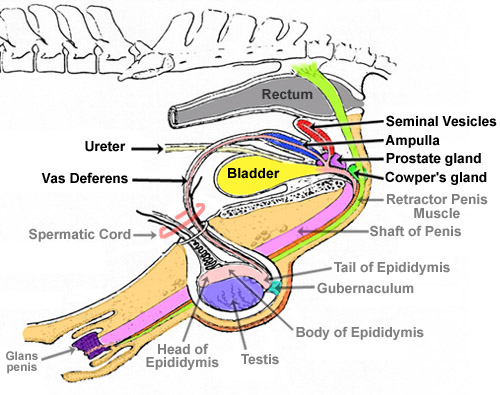 Rectum
Seminal Vesicles
Ampulla
Ureter
Prostate gland
Bladder
Vas Deferens
Cowper's gland
Retractor Penis
Muscle
Spermatic Cord
Shaft of Penis
Tail of Epididymis
Gubernaculum
Body of Epididymis
Head of
Epididymis
Testis
Glans
penis